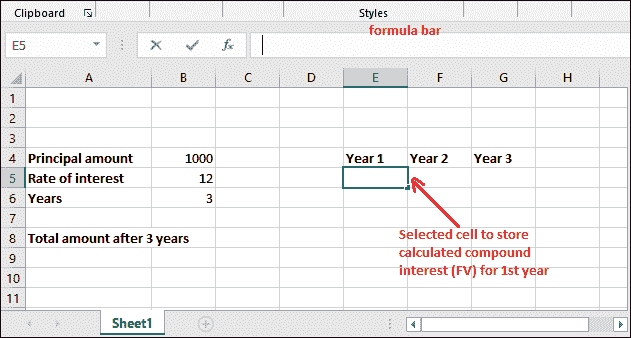 Clipboard Styles
formula bar
E5 fx
A B C D E F G H
1
2
3
4 Principal amount 1000 Year 1 Year 2 Year 3
5 Rate of interest 12
6 Years 3
7
8 Total amount after 3 years
9
10
11
Selected cell to store
calculated compound
interest (FV) for 1st year
Sheet1